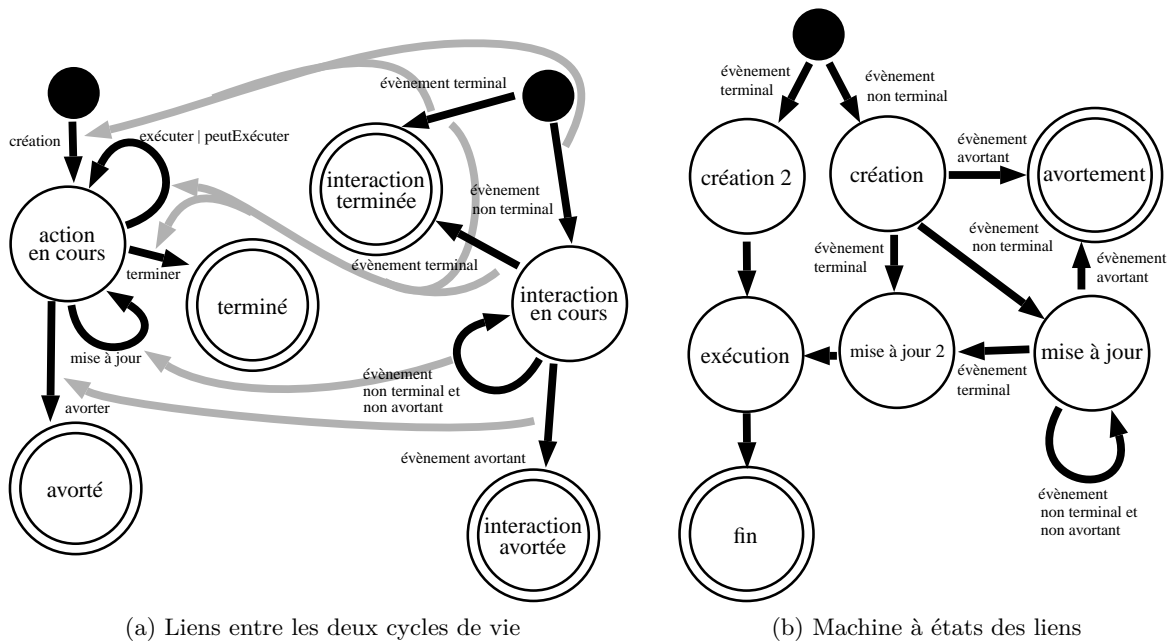 évènement terminal
création
exécuter | peutExécuter
interaction
terminée
évènement
non terminal
action
en cours
terminer
évènement terminal
terminé
interaction
en cours
mise à jour
évènement
non terminal et
non avortant
avorter
évènement avortant
avorté
interaction
avortée
(a) Liens entre les deux cycles de vie
évènement
terminal
évènement
non terminal
création 2
création
évènement
avortant
avortement
évènement
terminal
évènement
non terminal
évènement
avortant
exécution
mise à jour 2
mise à jour
évènement
terminal
évènement
non terminal et
non avortant
fin
(b) Machine à états des liens